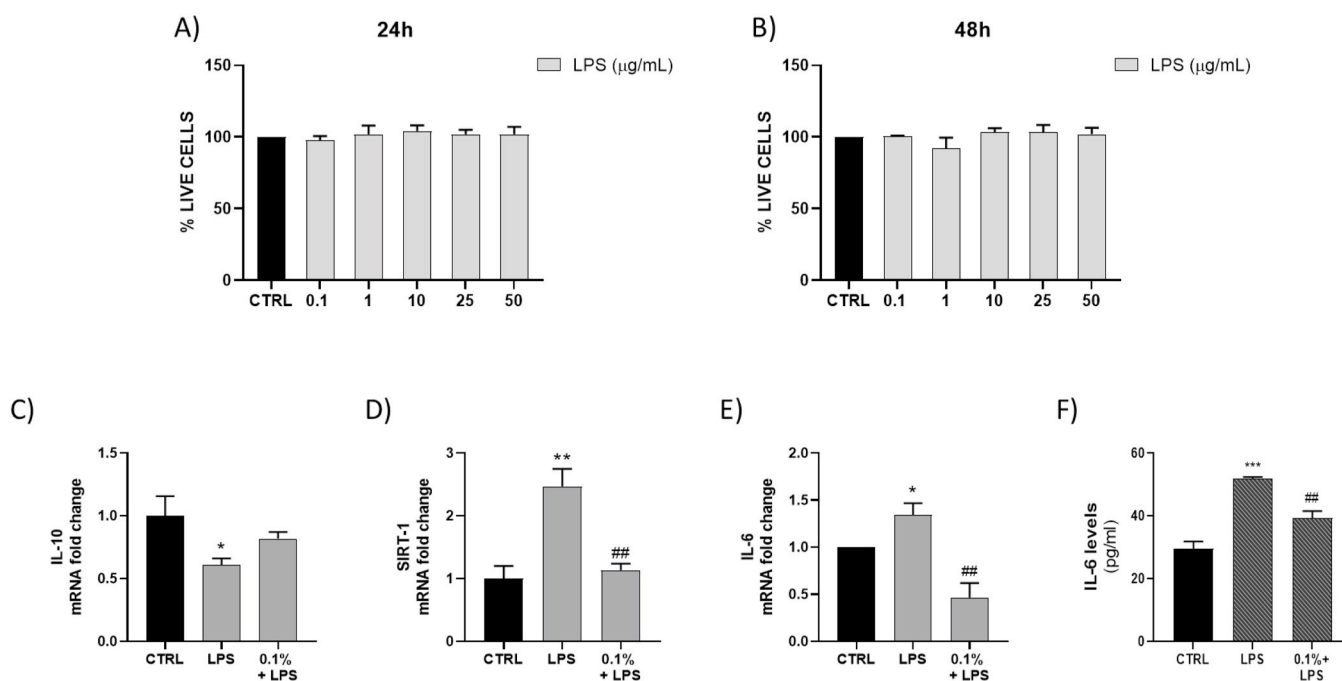 A)
24h
LPS (μg/mL)
% LIVE CELLS
150
100
50
0
CTRL 0.1 1 10 25 50
B)
48h
LPS (μg/mL)
% LIVE CELLS
150
100
50
0
CTRL 0.1 1 10 25 50
C)
IL-10
mRNA fold change
1.5
1.0
0.5
0.0
*
CTRL LPS 0.1%
+ LPS
D)
SIRT-1
mRNA fold change
3
2
1
0
**
##
CTRL LPS 0.1%
+ LPS
E)
IL-6
mRNA fold change
2.0
1.5
1.0
0.5
0.0
*
##
CTRL LPS 0.1%
+ LPS
F)
IL-6 levels
(pg/ml)
60
40
20
0
***
##
CTRL LPS 0.1%+
LPS